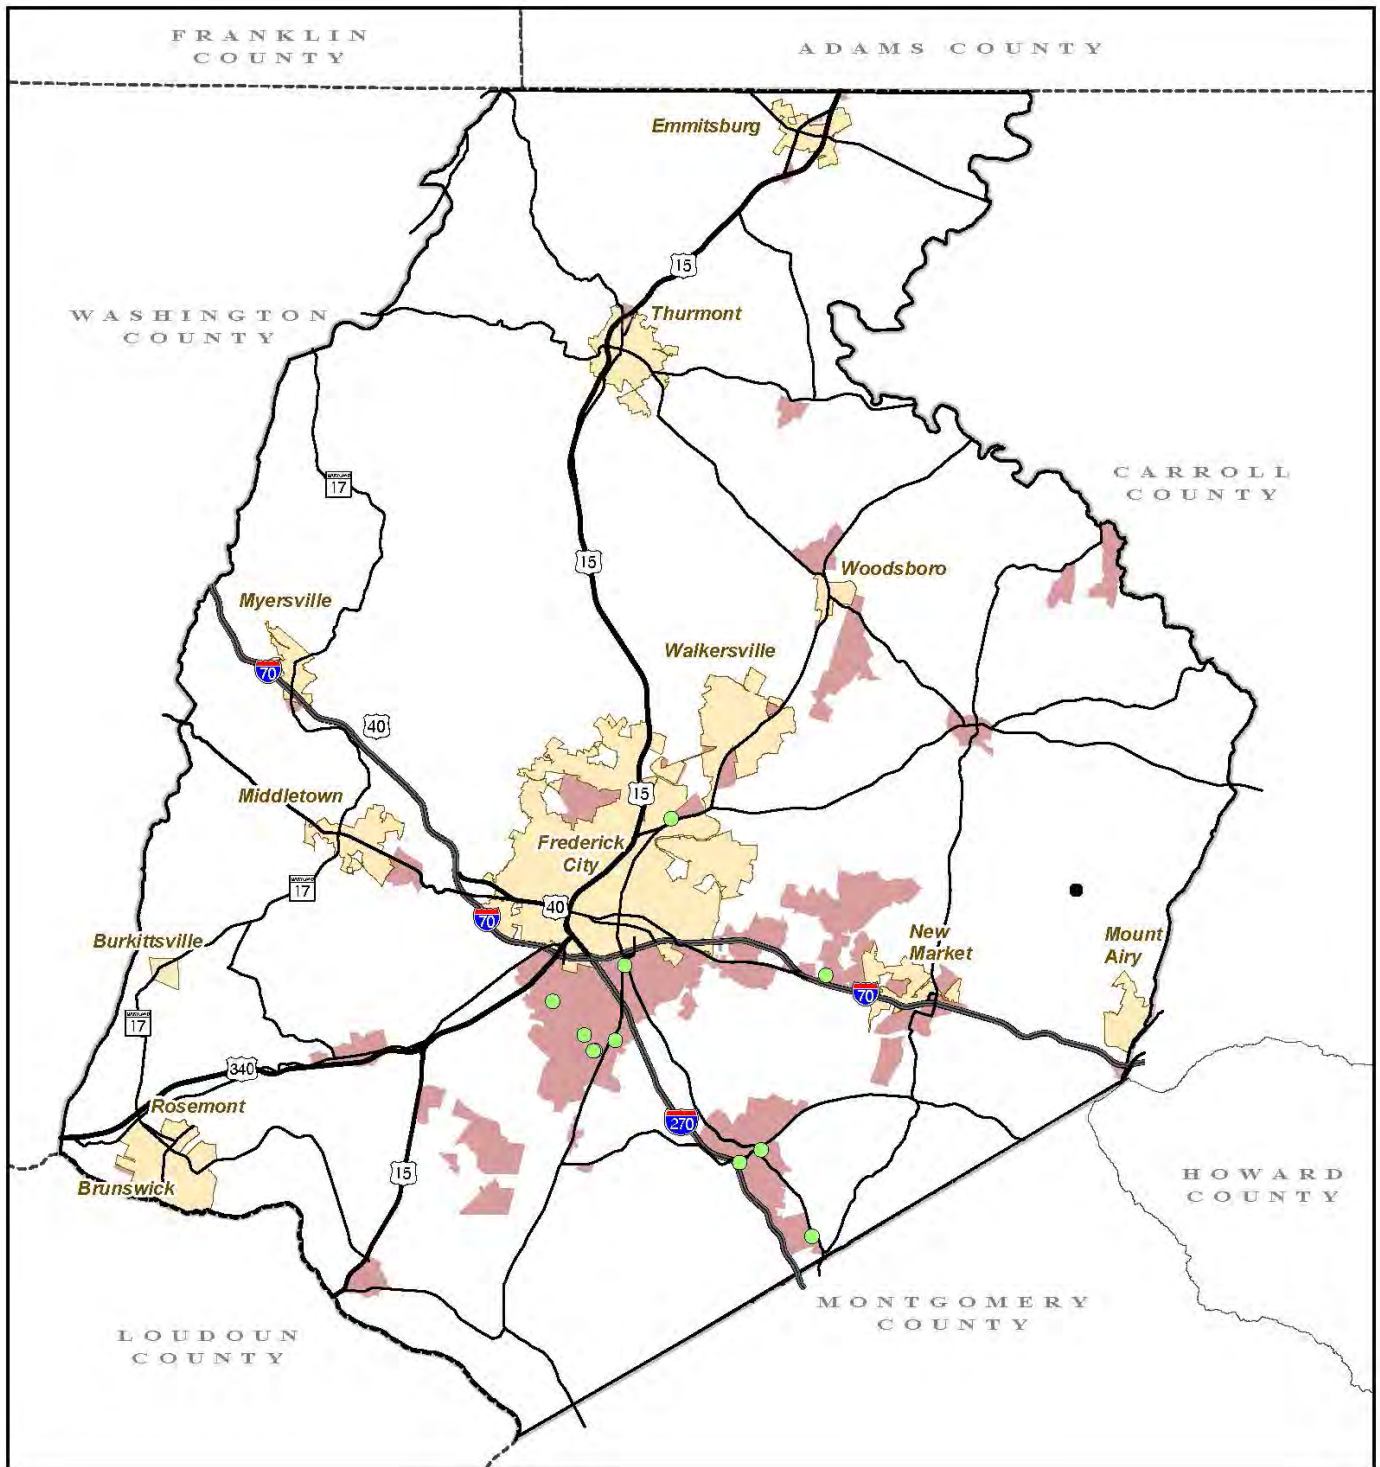 FRANKLIN
COUNTY
ADAMS COUNTY
Emmitsburg
15
WASHINGTON
COUNTY
Thurmont
CARROLL
COUNTY
17
15
Woodsboro
Myersville
Walkersville
70
40
Middletown
15
Frederick
City
17
40
70
Burkittsville
New
Market
Mount
Airy
70
17
340
Rosemont
270
15
Brunswick
HOWARD
COUNTY
MONTGOMERY
COUNTY
LOUDOUN
COUNTY